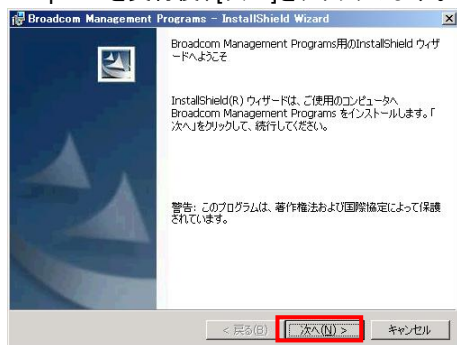 Broadcom Management Programs - InstallShield Wizard
Broadcom Management Programs用のInstallShield ウィザ
ードへようこそ
InstallShield(R) ウィザードは、ご使用のコンピュータへ
Broadcom Management Programs をインストールします。「
次へ」をクリックして、続行してください。
警告: このプログラムは、著作権法および国際協定によって保護
されています。
< 戻る(B)
次へ(N) >
キャンセル